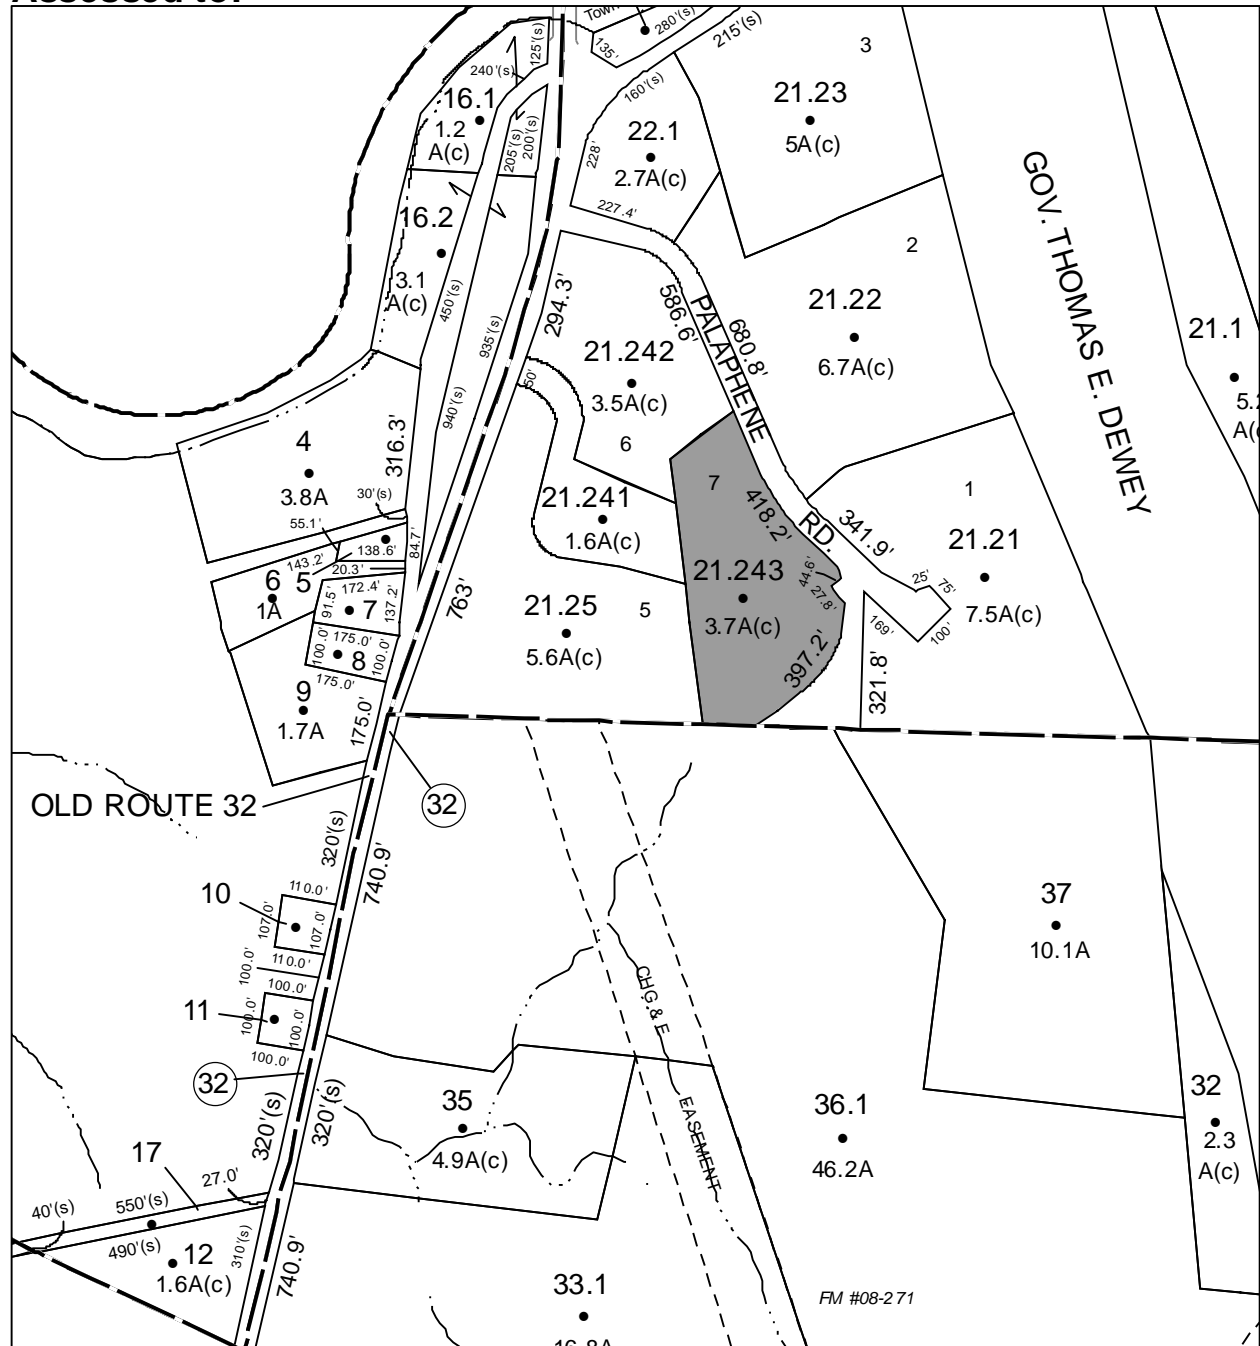 Town
280'(s)
135'
215'(s)
125'(s)
240'(s)
160'(s)
3
16.1
1.2
A(c)
205'(s)
200'(s)
228'
22.1
2.7A(c)
21.23
5A(c)
227.4'
16.2
3.1
A(c)
450'(s)
935'(s)
940'(s)
294.3'
586.6'
680.8'
PALAPHENE
RD.
2
21.22
6.7A(c)
GOV. THOMAS E. DEWEY
21.1
21.242
3.5A(c)
6
50'
4
3.8A
316.3'
30'(s)
55.1'
138.6'
84.7'
143.2'
20.3'
6
1A
5
172.4'
91.5'
7
137.2'
100.0'
175.0'
8
100.0'
175.0'
9
1.7A
175.0'
763'
21.241
1.6A(c)
21.25
5
5.6A(c)
7
418.2'
21.243
3.7A(c)
44.6'
27.8'
397.2'
341.9'
1
21.21
7.5A(c)
25'
75'
100'
169'
321.8'
OLD ROUTE 32
32
320'(s)
740.9'
10
110.0'
107.0'
107.0'
110.0'
100.0'
100.0'
11
100.0'
100.0'
100.0'
32
320'(s)
320'(s)
CHG.& E
EASEMENT
37
10.1A
35
4.9A(c)
36.1
46.2A
32
2.3
A(c)
17
27.0'
40'(s)
550'(s)
490'(s)
12
1.6A(c)
310'(s)
740.9'
33.1
FM #08-271